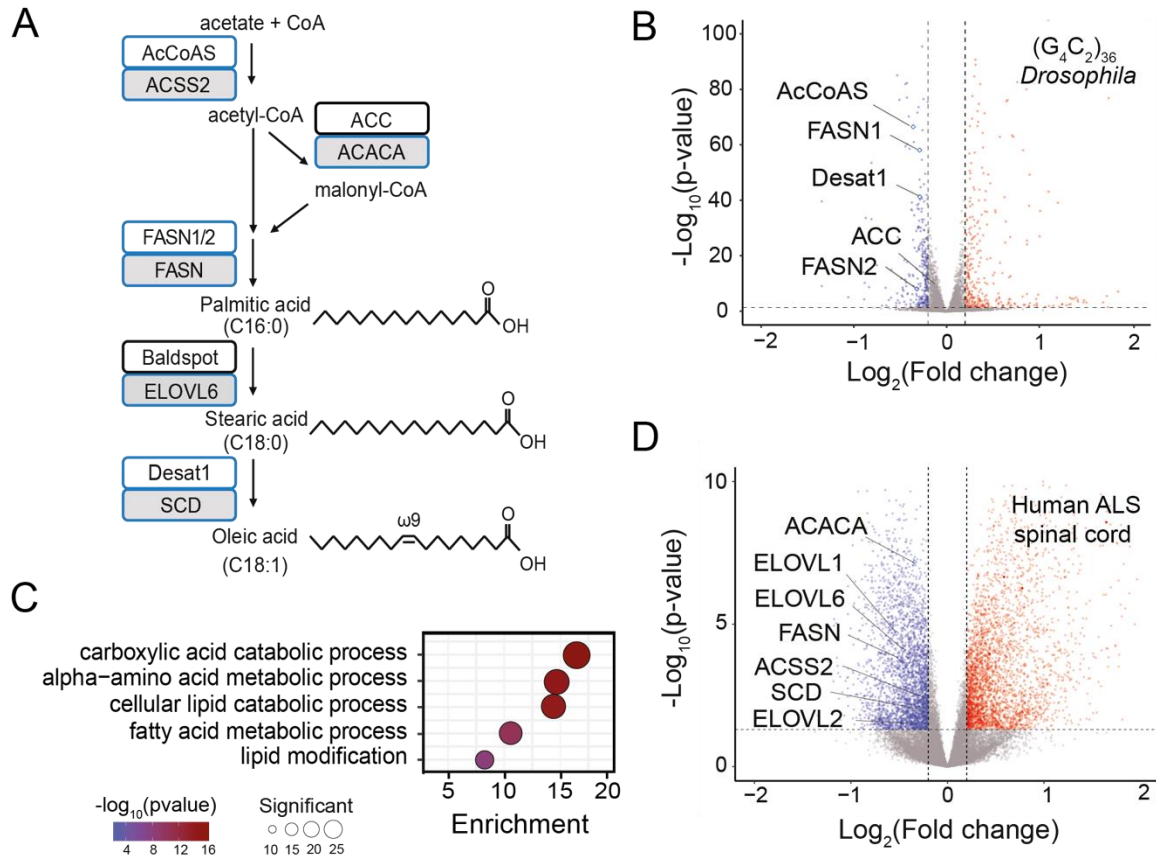 A
acetate + CoA
AcCoAS
ACSS2
acetyl-CoA
ACC
ACACA
malonyl-CoA
FASN1/2
FASN
Palmitic acid
(C16:0)
O
OH
Baldspot
ELOVL6
Stearic acid
(C18:0)
O
OH
Desat1
SCD
Oleic acid
(C18:1)
ω9
O
OH
B
(G₄C₂)₃₆
Drosophila
AcCoAS
FASN1
Desat1
ACC
FASN2
100
80
60
40
20
0
-Log₁₀(p-value)
−2
−1
0
1
2
Log₂(Fold change)
C
carboxylic acid catabolic process
alpha−amino acid metabolic process
cellular lipid catabolic process
fatty acid metabolic process
lipid modification
5 10 15 20
Enrichment
-log₁₀(pvalue)
4 8 12 16
Significant
10 15 20 25
D
Human ALS
spinal cord
ACACA
ELOVL1
ELOVL6
FASN
ACSS2
SCD
ELOVL2
10
5
0
-Log₁₀(p-value)
−2
−1
0
1
2
Log₂(Fold change)